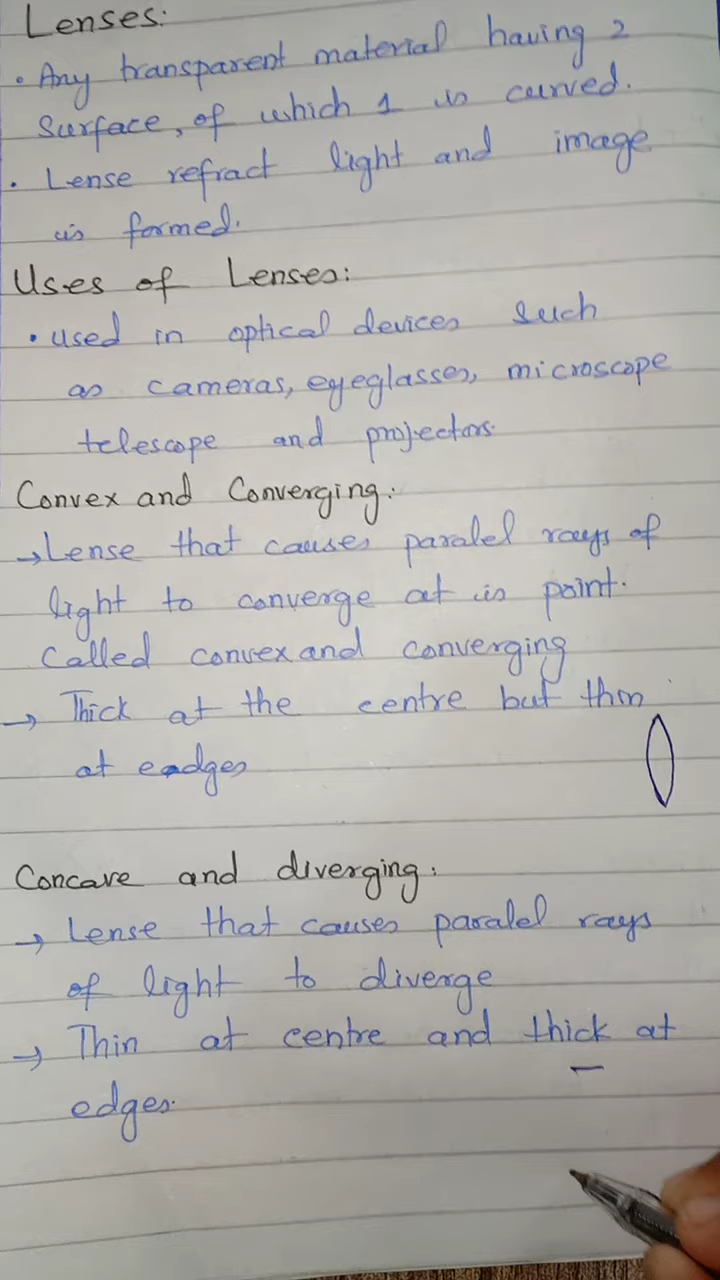 Lenses:
• Any transparent material having 2
surface, of which 1 is curved.
• Lense refract light and image
is formed.
Uses of Lenses:
• used in optical devices such
as cameras, eyeglasses, microscope
telescope and projectors.
Convex and Converging:
→ Lense that causes paralel rays of
light to converge at is point.
Called convex and converging
→ Thick at the centre but thin
at eadges
Concave and diverging:
→ Lense that causes paralel rays
of light to diverge
→ Thin at centre and thick at
edges.